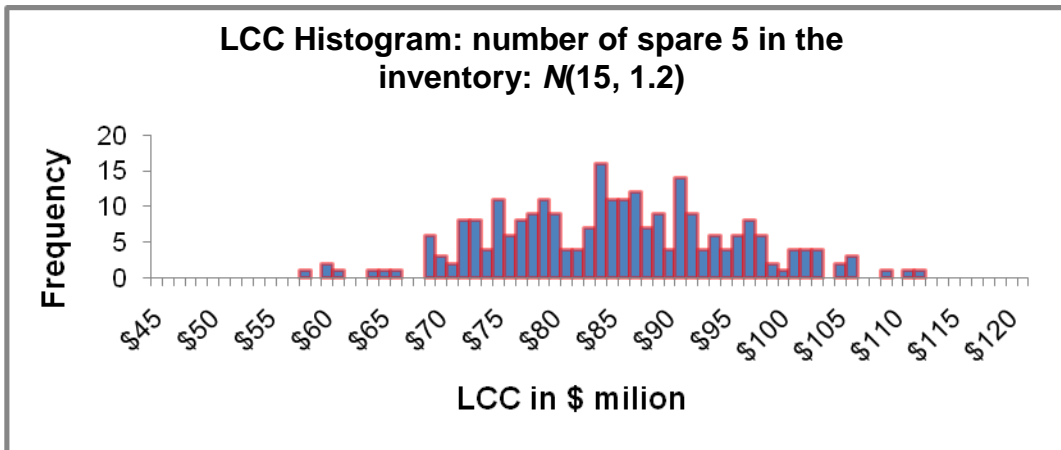 LCC Histogram: number of spare 5 in the
inventory: N(15, 1.2)
Frequency
20
15
10
5
0
$45 $50 $55 $60 $65 $70 $75 $80 $85 $90 $95 $100 $105 $110 $115 $120
LCC in $ milion